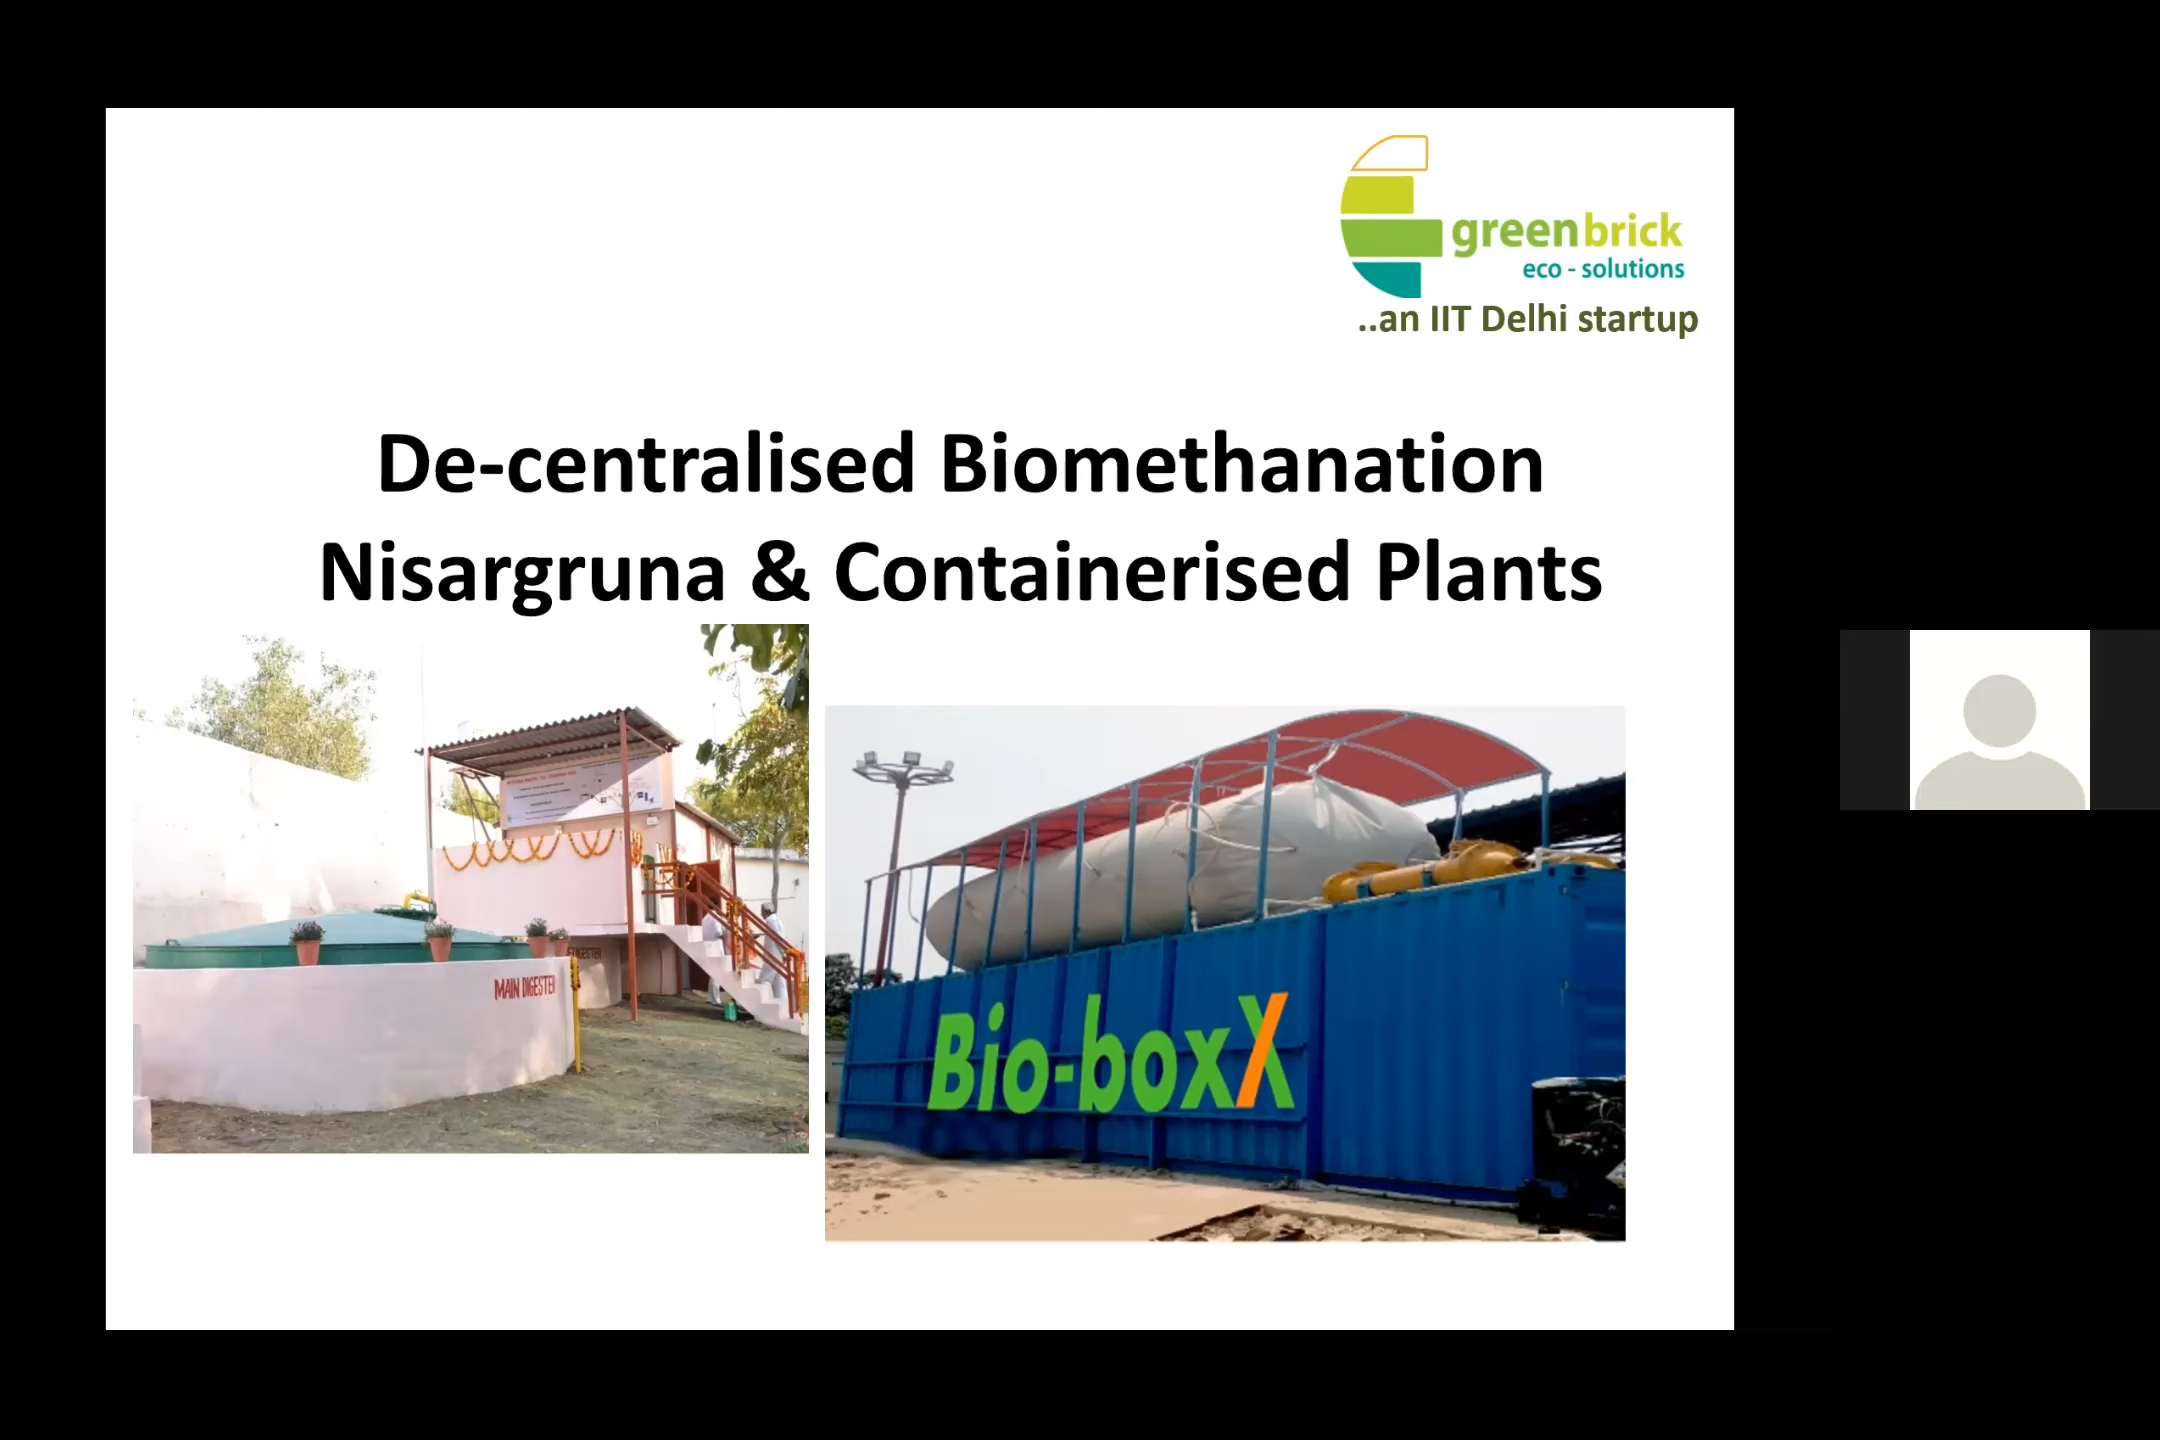 greenbrick
eco - solutions
..an IIT Delhi startup
De-centralised Biomethanation
Nisargruna & Containerised Plants
MAIN DIGESTER
Bio-boxX